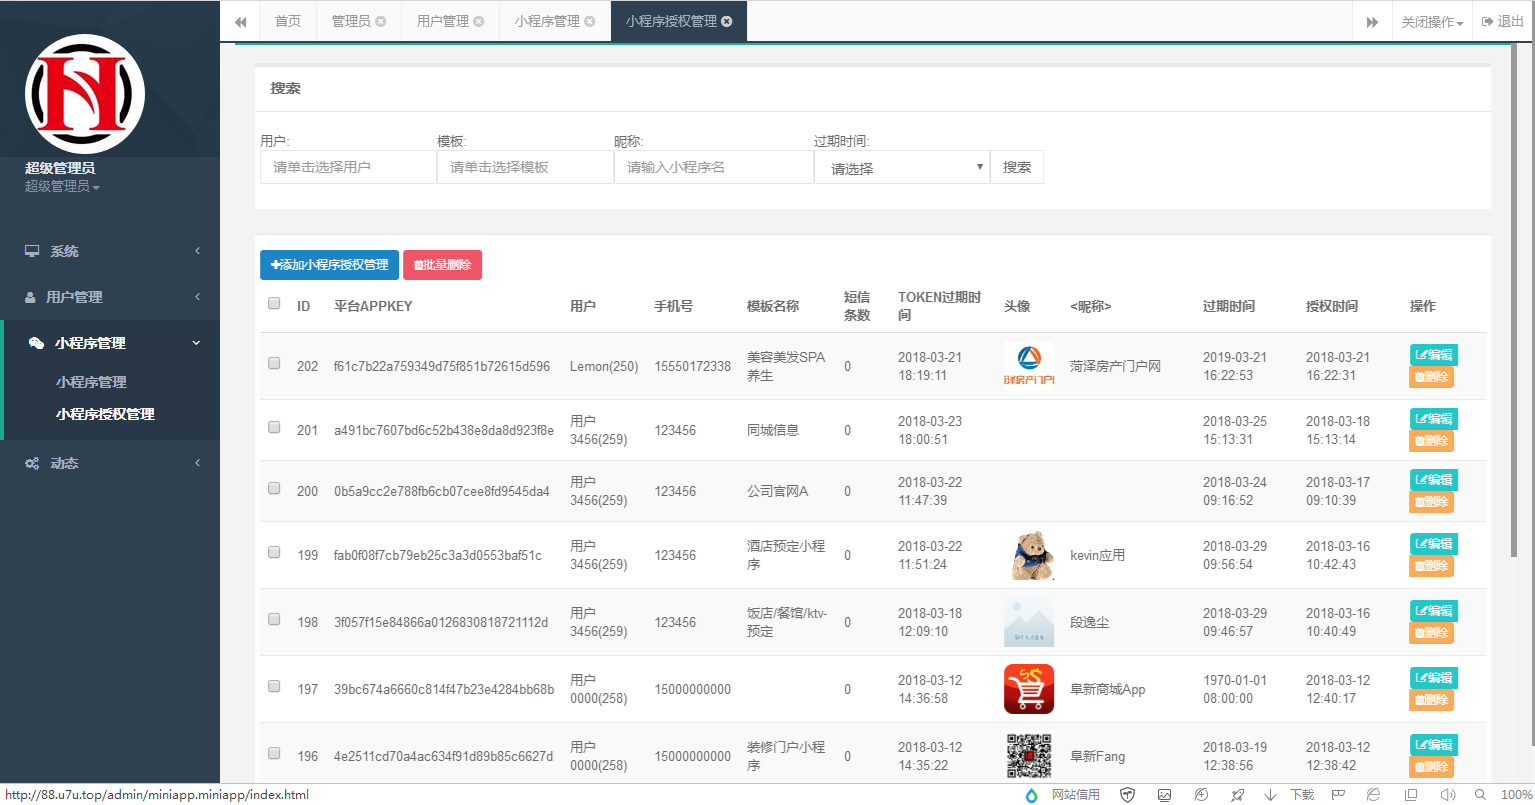 首页 管理员 用户管理 小程序管理 小程序授权管理 关闭操作 退出
超级管理员
超级管理员
系统
用户管理
小程序管理
小程序管理
小程序授权管理
动态
搜索
用户: 模板: 昵称: 过期时间:
请单击选择用户 请单击选择模板 请输入小程序名 请选择 搜索
添加小程序授权管理 批量删除
ID 平台APPKEY 用户 手机号 模板名称 短信条数 TOKEN过期时间 头像 <昵称> 过期时间 授权时间 操作
202 f61c7b22a759349d75f851b72615d596 Lemon(250) 15550172338 美容美发SPA养生 0 2018-03-21 18:19:11 菏泽房产门户网 2019-03-21 16:22:53 2018-03-21 16:22:31 编辑 删除
201 a491bc7607bd6c52b438e8da8d923f8e 用户3456(259) 123456 同城信息 0 2018-03-23 18:00:51 2018-03-25 15:13:31 2018-03-18 15:13:14 编辑 删除
200 0b5a9cc2e788fb6cb07cee8fd9545da4 用户3456(259) 123456 公司官网A 0 2018-03-22 11:47:39 2018-03-24 09:16:52 2018-03-17 09:10:39 编辑 删除
199 fab0f08f7cb79eb25c3a3d0553baf51c 用户3456(259) 123456 酒店预定小程序 0 2018-03-22 11:51:24 kevin应用 2018-03-29 09:56:54 2018-03-16 10:42:43 编辑 删除
198 3f057f15e84866a0126830818721112d 用户3456(259) 123456 饭店/餐馆/ktv-预定 0 2018-03-18 12:09:10 段逸尘 2018-03-29 09:46:57 2018-03-16 10:40:49 编辑 删除
197 39bc674a6660c814f47b23e4284bb68b 用户0000(258) 15000000000 0 2018-03-12 14:36:58 阜新商城App 1970-01-01 08:00:00 2018-03-12 12:40:17 编辑 删除
196 4e2511cd70a4ac634f91d89b85c6627d 用户0000(258) 15000000000 装修门户小程序 0 2018-03-12 14:35:22 阜新Fang 2018-03-19 12:38:56 2018-03-12 12:38:42 编辑 删除
http://88.u7u.top/admin/miniapp.miniapp/index.html 网站信用 下载 100%